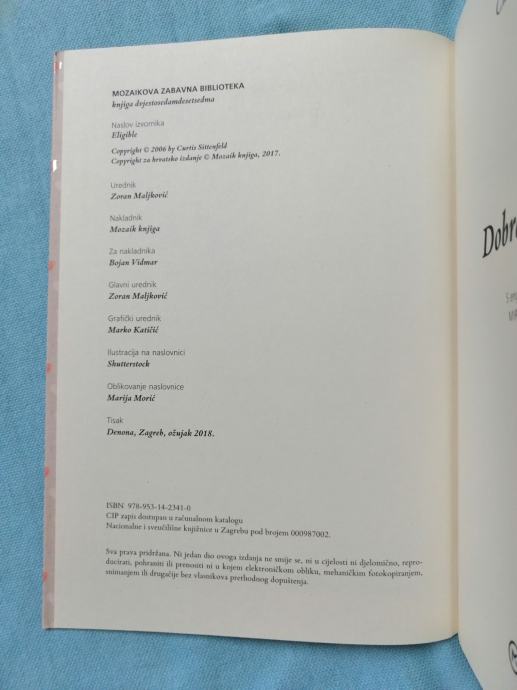 MOZAIKOVA ZABAVNA BIBLIOTEKA
knjiga dvjestosedamdesetsedma
Naslov izvornika
Eligible
Copyright © 2006 by Curtis Sittenfeld
Copyright za hrvatsko izdanje © Mozaik knjiga, 2017.
Urednik
Zoran Maljković
Nakladnik
Mozaik knjiga
Za nakladnika
Bojan Vidmar
Glavni urednik
Zoran Maljković
Grafički urednik
Marko Katičić
Ilustracija na naslovnici
Shutterstock
Oblikovanje naslovnice
Marija Morić
Tisak
Denona, Zagreb, ožujak 2018.
ISBN 978-953-14-2341-0
CIP zapis dostupan u računalnom katalogu
Nacionalne i sveučilišne knjižnice u Zagrebu pod brojem 000987002.
Sva prava pridržana. Ni jedan dio ovoga izdanja ne smije se, ni u cijelosti ni djelomično, repro-
ducirati, pohraniti ili prenositi ni u kojem elektroničkom obliku, mehaničkim fotokopiranjem,
snimanjem ili drugačije bez vlasnikova prethodnog dopuštenja.